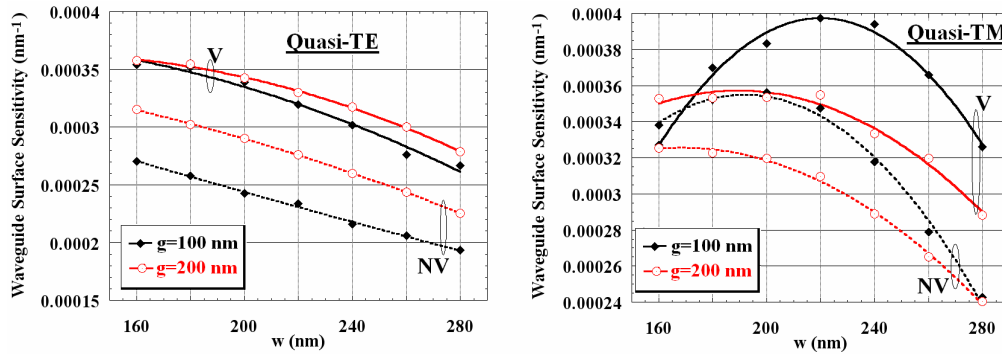 Waveguide Surface Sensitivity (nm-1)
0.0004
0.00035
0.0003
0.00025
0.0002
0.00015
Quasi-TE
V
NV
g=100 nm
g=200 nm
160
200
240
280
w (nm)
Waveguide Surface Sensitivity (nm-1)
0.0004
0.00038
0.00036
0.00034
0.00032
0.0003
0.00028
0.00026
0.00024
Quasi-TM
V
NV
g=100 nm
g=200 nm
160
200
240
280
w (nm)